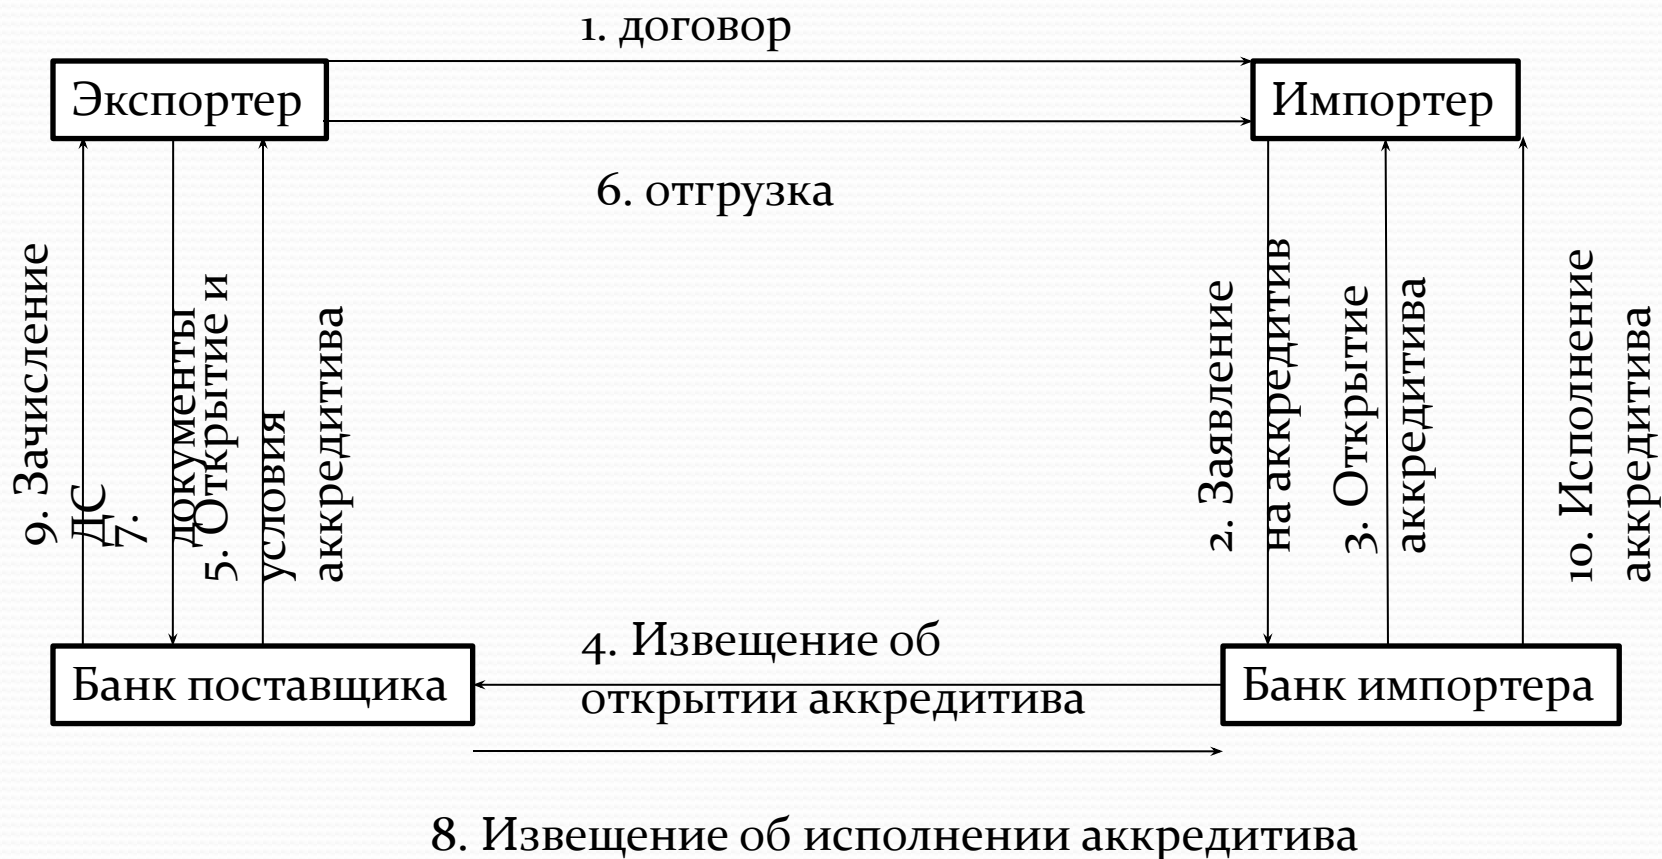 1. договор
Экспортер
Импортер
6. отгрузка
9. Зачисление
ДС
7.
документы
5. Открытие и
условия
аккредитива
2. Заявление
на аккредитив
3. Открытие
аккредитива
10. Исполнение
аккредитива
4. Извещение об
открытии аккредитива
Банк поставщика
Банк импортера
8. Извещение об исполнении аккредитива